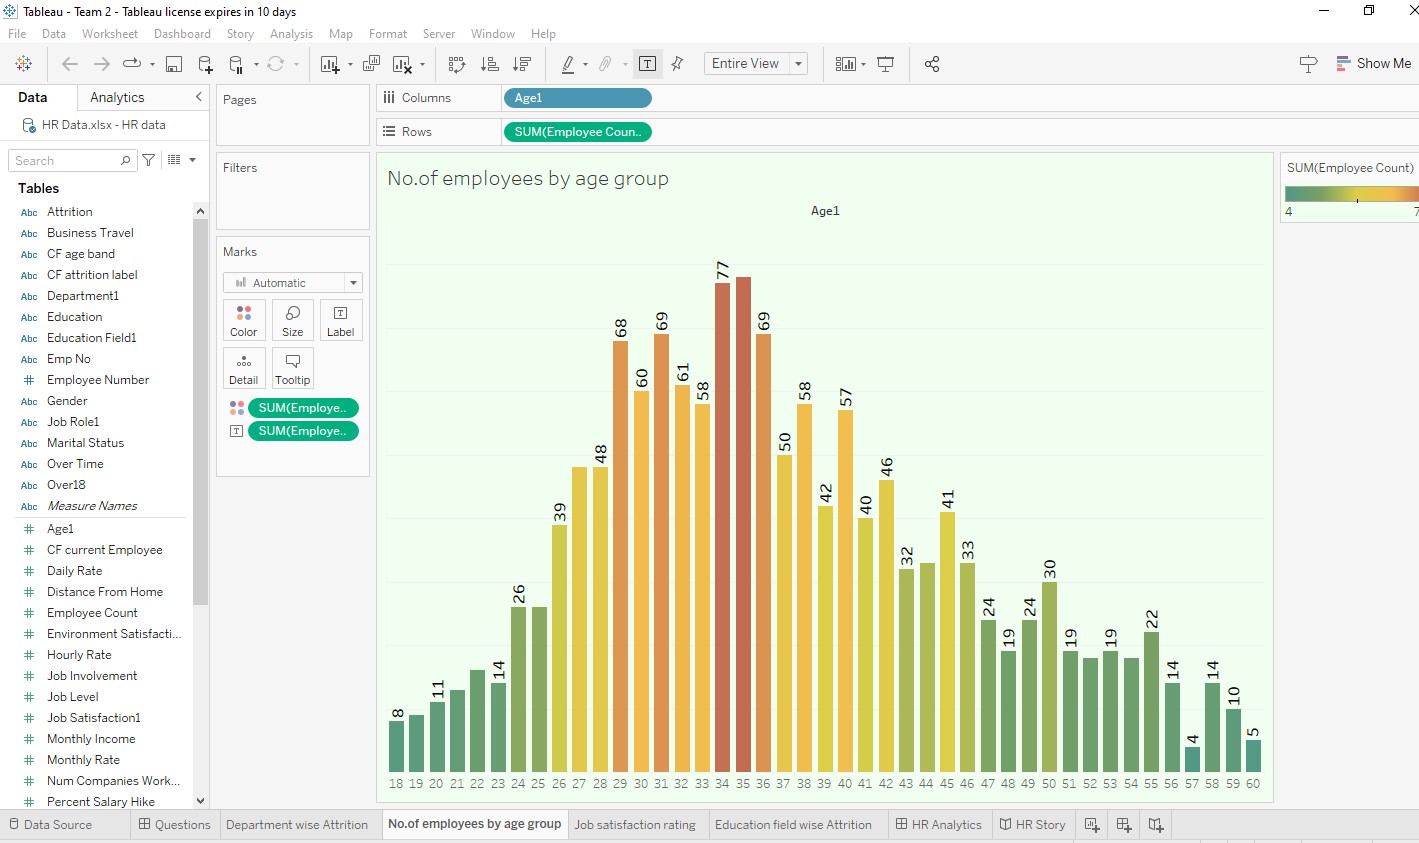 Tableau - Team 2 - Tableau license expires in 10 days
File Data Worksheet Dashboard Story Analysis Map Format Server Window Help
Entire View
Show Me
Data Analytics
HR Data.xlsx - HR data
Search
Tables
Abc Attrition
Abc Business Travel
Abc CF age band
Abc CF attrition label
Abc Department1
Abc Education
Abc Education Field1
Abc Emp No
# Employee Number
Abc Gender
Abc Job Role1
Abc Marital Status
Abc Over Time
Abc Over18
Abc Measure Names
# Age1
# CF current Employee
# Daily Rate
# Distance From Home
# Employee Count
# Environment Satisfacti...
# Hourly Rate
# Job Involvement
# Job Level
# Job Satisfaction1
# Monthly Income
# Monthly Rate
# Num Companies Work...
# Percent Salary Hike
Pages
Filters
Marks
Automatic
Color Size Label
Detail Tooltip
SUM(Employe..
T SUM(Employe..
Columns Age1
Rows SUM(Employee Coun..
No.of employees by age group
Age1
8 11 14 26 39 48 68 60 69 61 58 77 69 50 58 42 57 40 46 32 41 33 24 19 24 30 19 19 22 14 4 14 10 5
18 19 20 21 22 23 24 25 26 27 28 29 30 31 32 33 34 35 36 37 38 39 40 41 42 43 44 45 46 47 48 49 50 51 52 53 54 55 56 57 58 59 60
SUM(Employee Count)
4 7
Data Source Questions Department wise Attrition No.of employees by age group Job satisfaction rating Education field wise Attrition HR Analytics HR Story